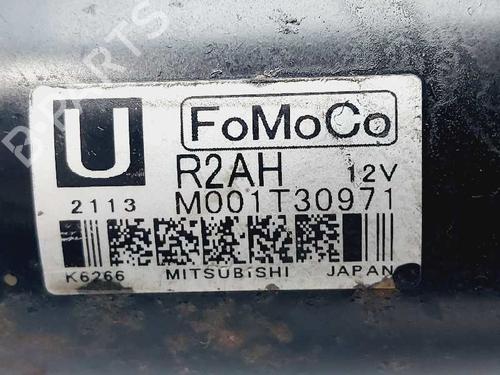 U FoMoCo
R2AH 12V
2113 M001T30971
K6266 MITSUBiSHI JAPAN